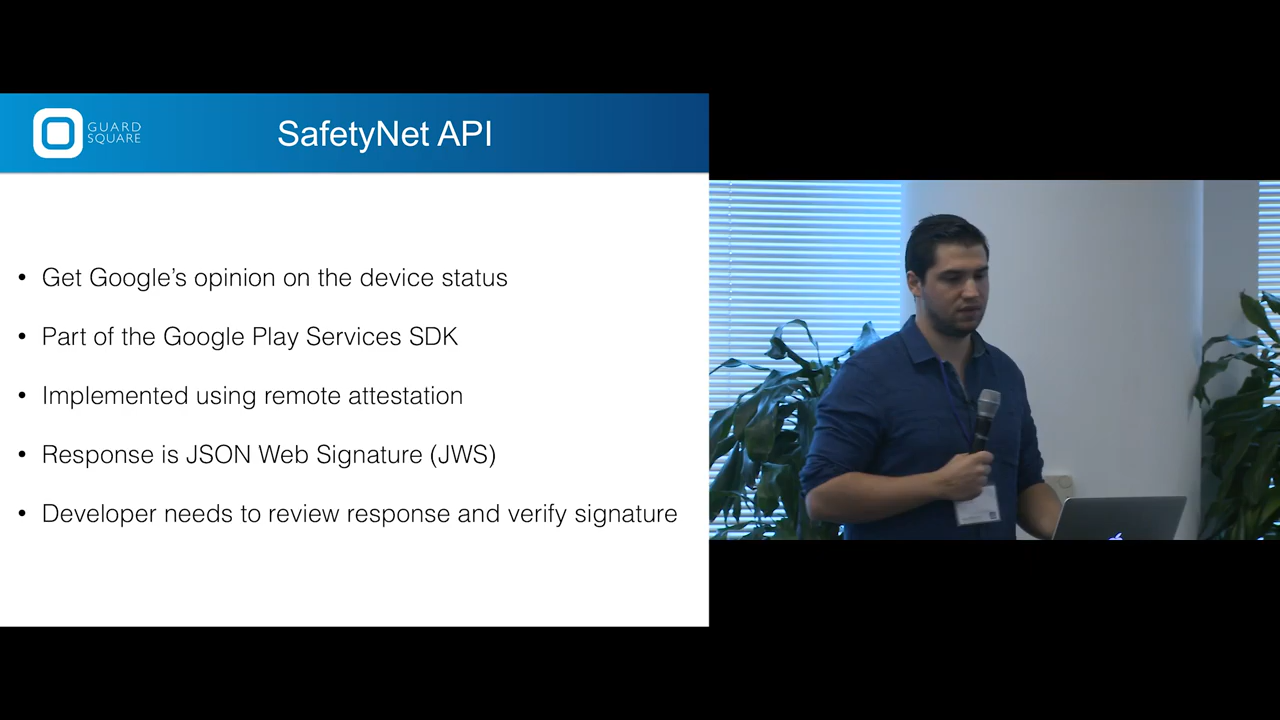 GUARD
SQUARE
SafetyNet API
• Get Google's opinion on the device status
• Part of the Google Play Services SDK
• Implemented using remote attestation
• Response is JSON Web Signature (JWS)
• Developer needs to review response and verify signature